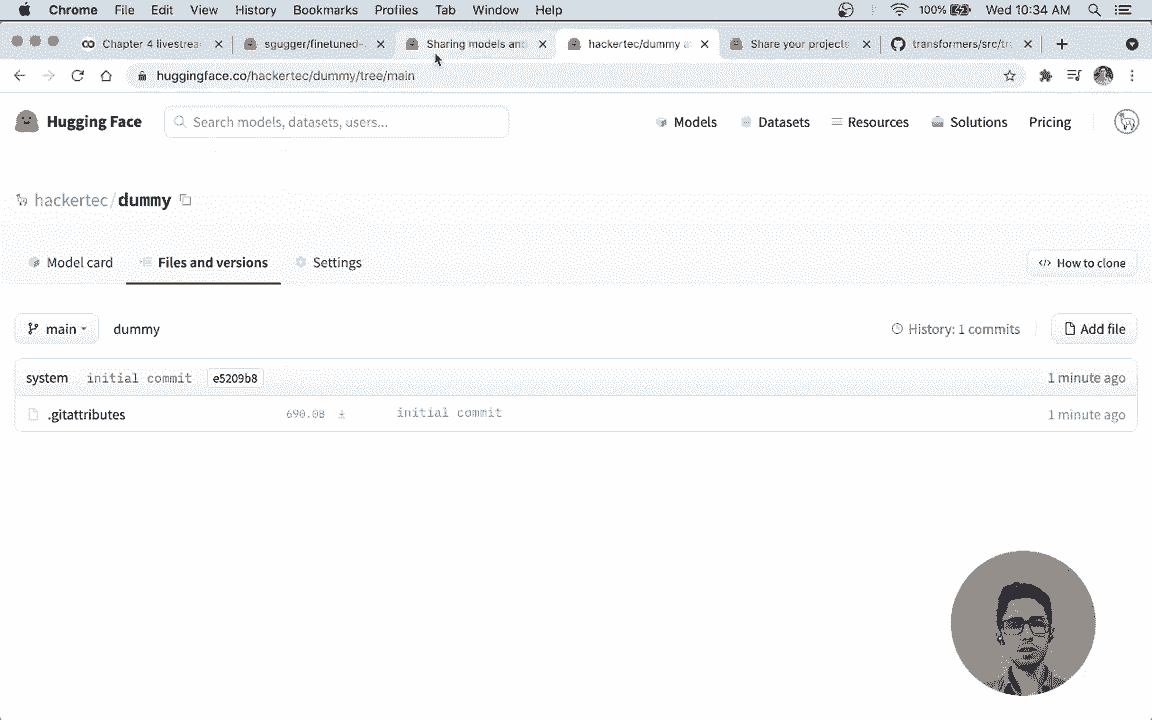 Chrome File Edit View History Bookmarks Profiles Tab Window Help 100% Wed 10:34 AM
Chapter 4 livestrea sgugger/finetuned- Sharing models and hackertec/dummy a Share your projects transformers/src/tr
huggingface.co/hackertec/dummy/tree/main
Hugging Face Search models, datasets, users... Models Datasets Resources Solutions Pricing
hackertec/dummy
Model card Files and versions Settings How to clone
main dummy History: 1 commits Add file
system initial commit e5209b8 1 minute ago
.gitattributes 690.0B initial commit 1 minute ago